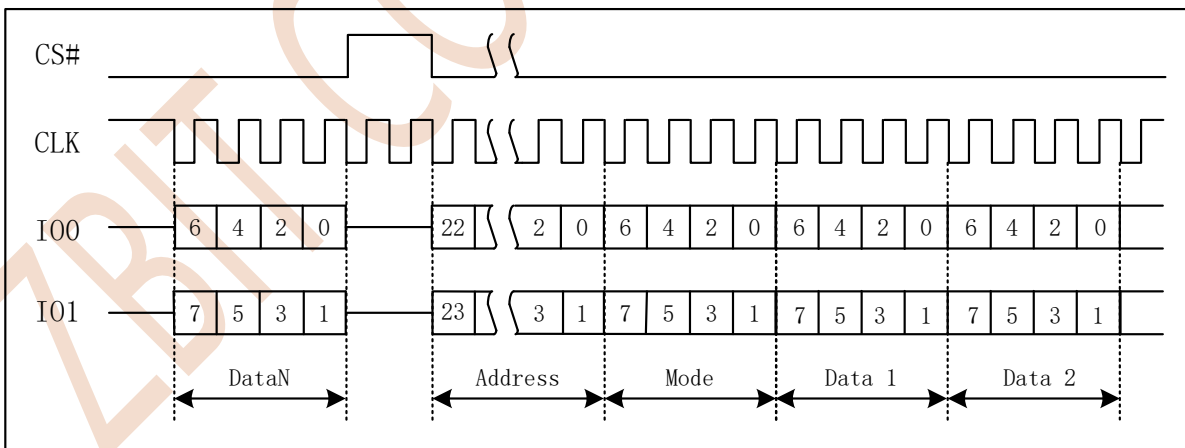 ZBIT CO
CS#
CLK
IO0 6 4 2 0 22 2 0 6 4 2 0 6 4 2 0 6 4 2 0
IO1 7 5 3 1 23 3 1 7 5 3 1 7 5 3 1 7 5 3 1
DataN Address Mode Data 1 Data 2